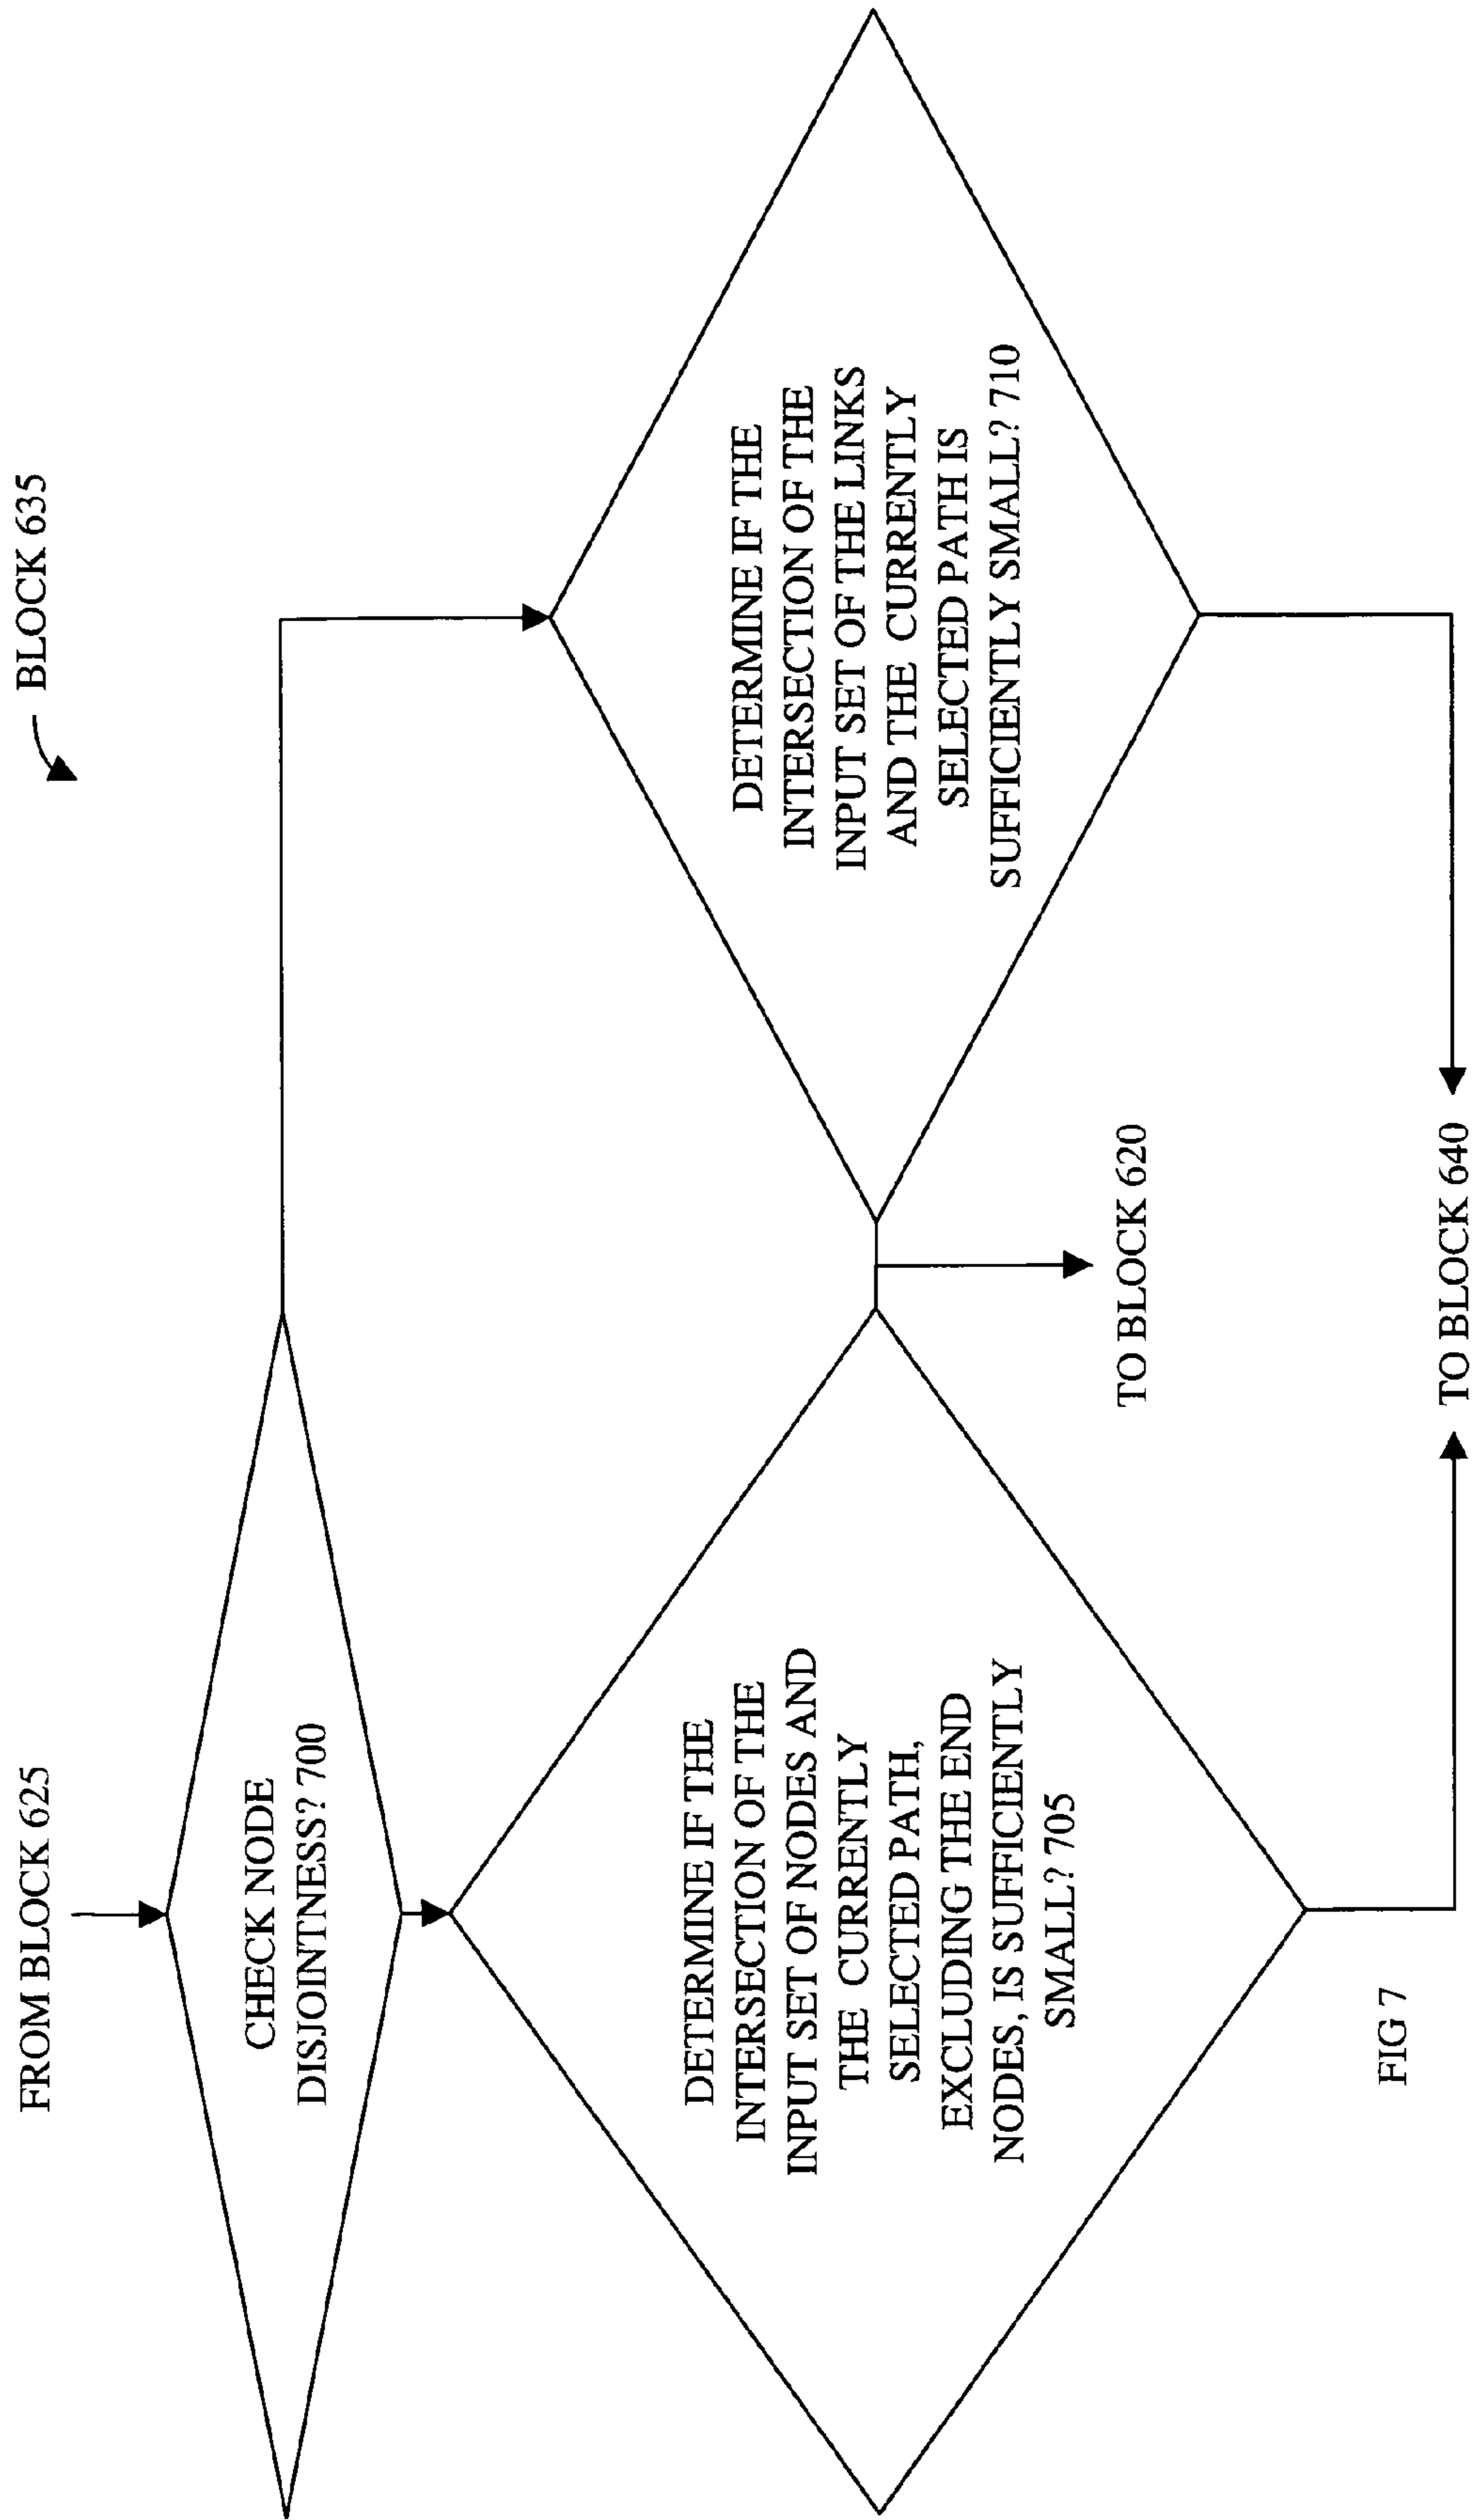 BLOCK 635
FROM BLOCK 625
CHECK NODE
DISJOINTNESS? 700
DETERMINE IF THE
INTERSECTION OF THE
INPUT SET OF NODES AND
THE CURRENTLY
SELECTED PATH,
EXCLUDING THE END
NODES, IS SUFFICIENTLY
SMALL? 705
DETERMINE IF THE
INTERSECTION OF THE
INPUT SET OF THE LINKS
AND THE CURRENTLY
SELECTED PATH IS
SUFFICIENTLY SMALL? 710
TO BLOCK 620
TO BLOCK 640
FIG 7